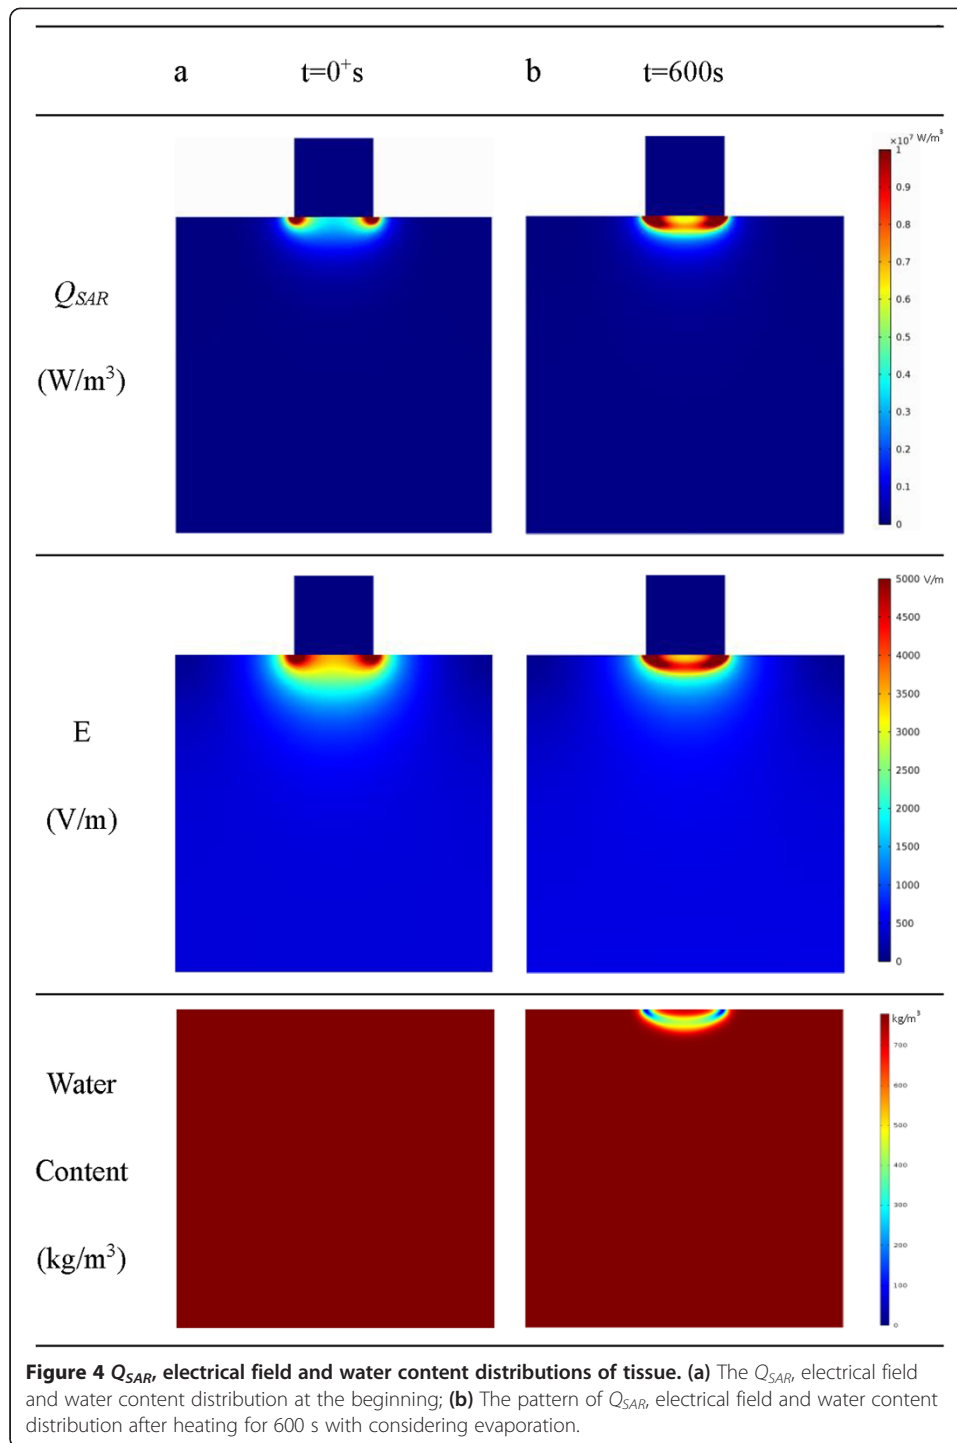 a t=0⁺s b t=600s
×10⁷ W/m³
1
0.9
0.8
0.7
0.6
0.5
0.4
0.3
0.2
0.1
0
Q_SAR
(W/m³)
5000 V/m
4500
4000
3500
3000
2500
2000
1500
1000
500
0
E
(V/m)
kg/m³
700
600
500
400
300
200
100
0
Water
Content
(kg/m³)
Figure 4 Q_SAR, electrical field and water content distributions of tissue. (a) The Q_SAR, electrical field
and water content distribution at the beginning; (b) The pattern of Q_SAR, electrical field and water content
distribution after heating for 600 s with considering evaporation.